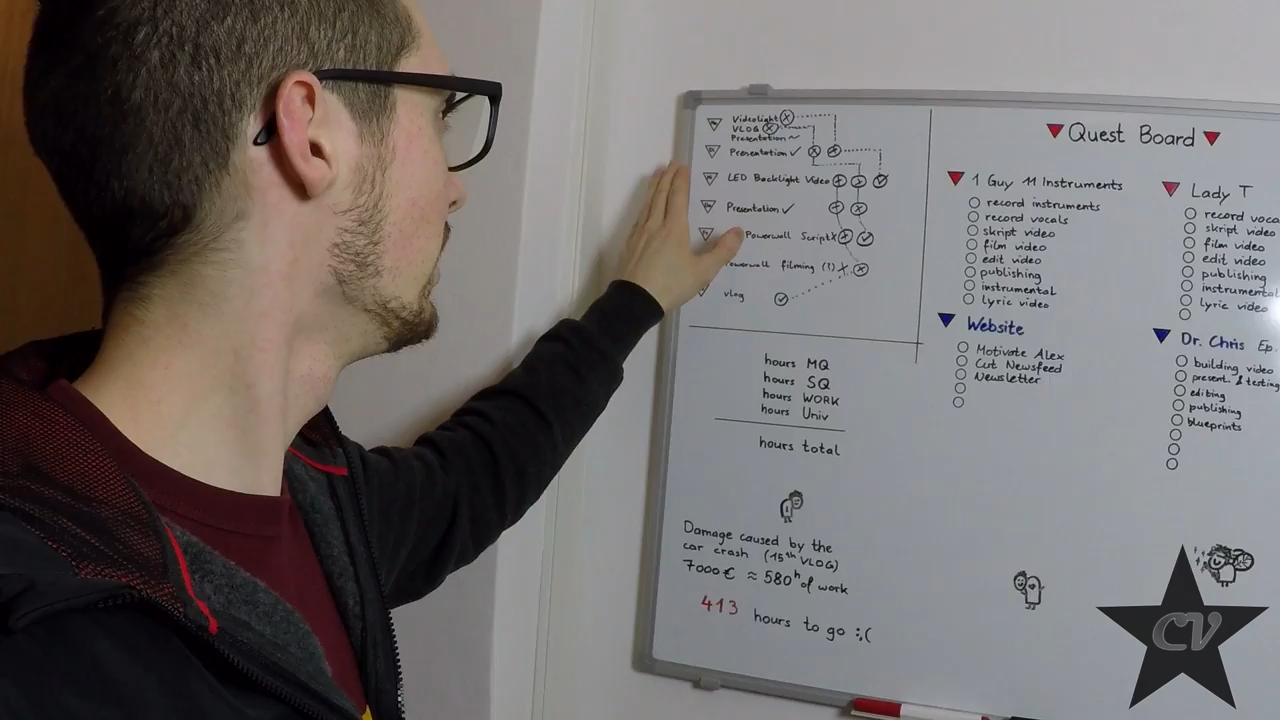 Videolight
VLOG
Presentation ~
Presentation ✓
LED Backlight Video
Presentation ✓
Powerwall Script
filming (!)
vlog
hours MQ
hours SQ
hours WORK
hours Univ
hours total
Damage caused by the
car crash (15th VLOG)
7000€ ≈ 580h of work
413 hours to go :,(
Quest Board
1 Guy 11 Instruments
record instruments
record vocals
skript video
film video
edit video
publishing
instrumental
lyric video
Website
Motivate Alex
Cut Newsfeed
Newsletter
Lady T
record voca
skript video
film video
edit video
publishing
instrumental
lyric video
Dr. Chris Ep.
building video
present. & testing
editing
publishing
blueprints
CV